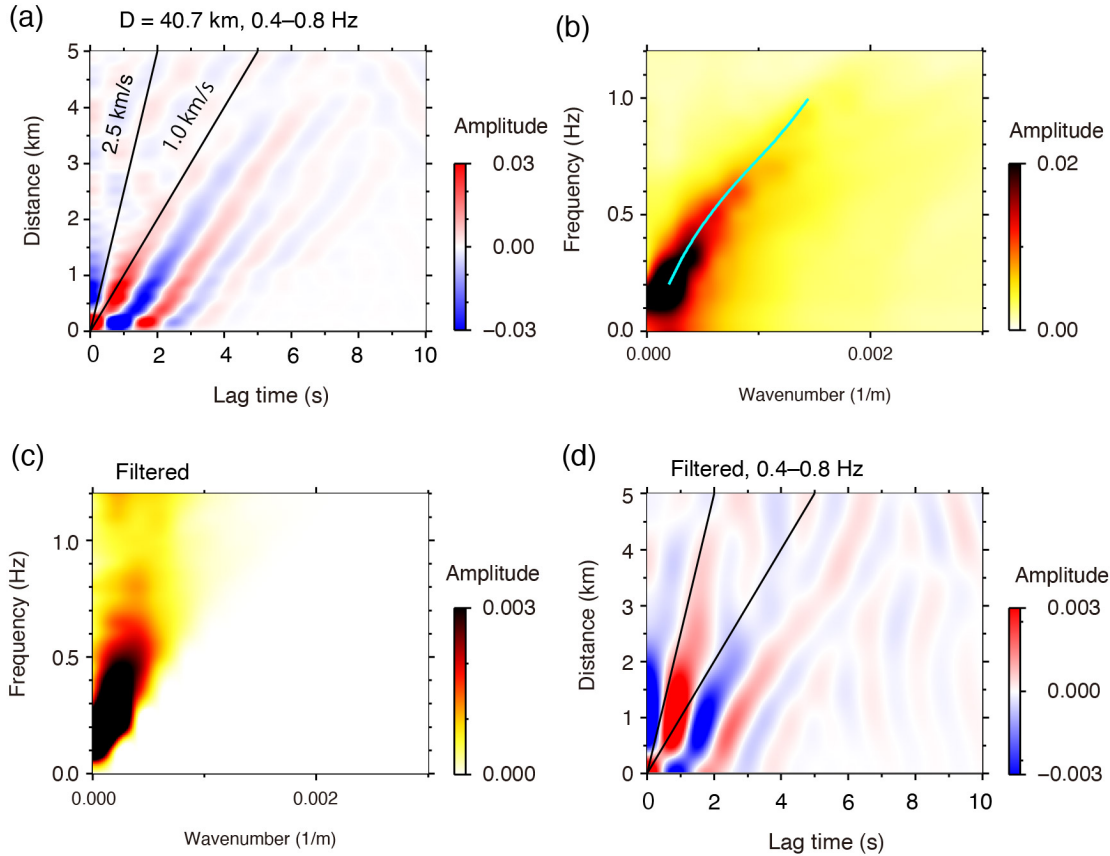 (a)
D = 40.7 km, 0.4–0.8 Hz
5
4
3
2
1
0
Distance (km)
2.5 km/s
1.0 km/s
0
2
4
6
8
10
Lag time (s)
Amplitude
0.03
0.00
−0.03
(b)
1.0
0.5
0.0
Frequency (Hz)
0.000
0.002
Wavenumber (1/m)
Amplitude
0.02
0.00
(c)
Filtered
1.0
0.5
0.0
Frequency (Hz)
0.000
0.002
Wavenumber (1/m)
Amplitude
0.003
0.000
(d)
Filtered, 0.4–0.8 Hz
5
4
3
2
1
0
Distance (km)
0
2
4
6
8
10
Lag time (s)
Amplitude
0.003
0.000
−0.003